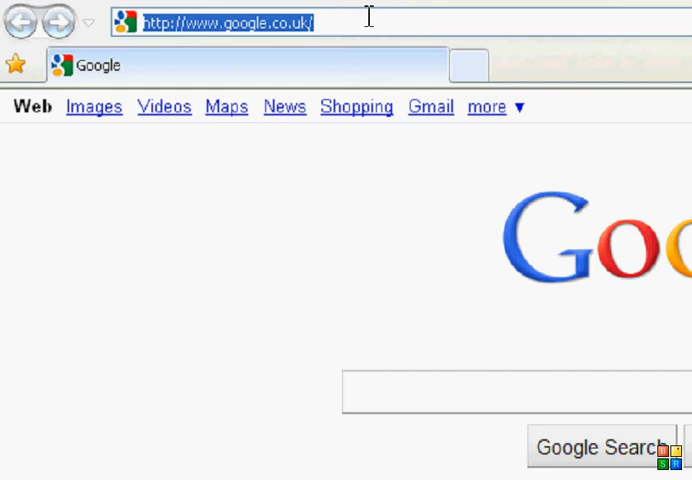 http://www.google.co.uk/
Google
Web Images Videos Maps News Shopping Gmail more ▼
Goo
Google Search
B
S R